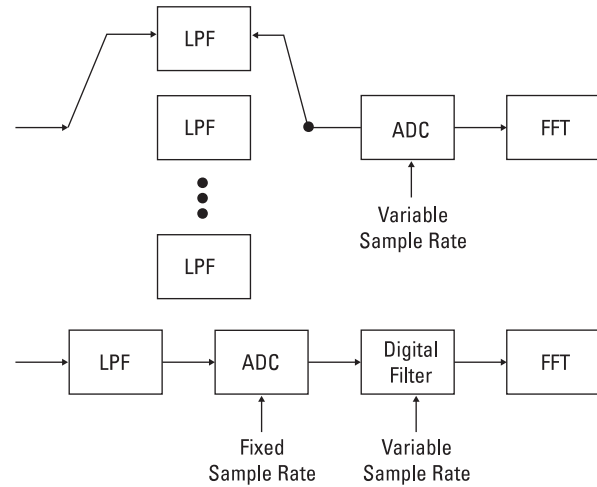 LPF
LPF
ADC
FFT
Variable
Sample Rate
LPF
LPF
ADC
Digital
Filter
FFT
Fixed
Sample Rate
Variable
Sample Rate